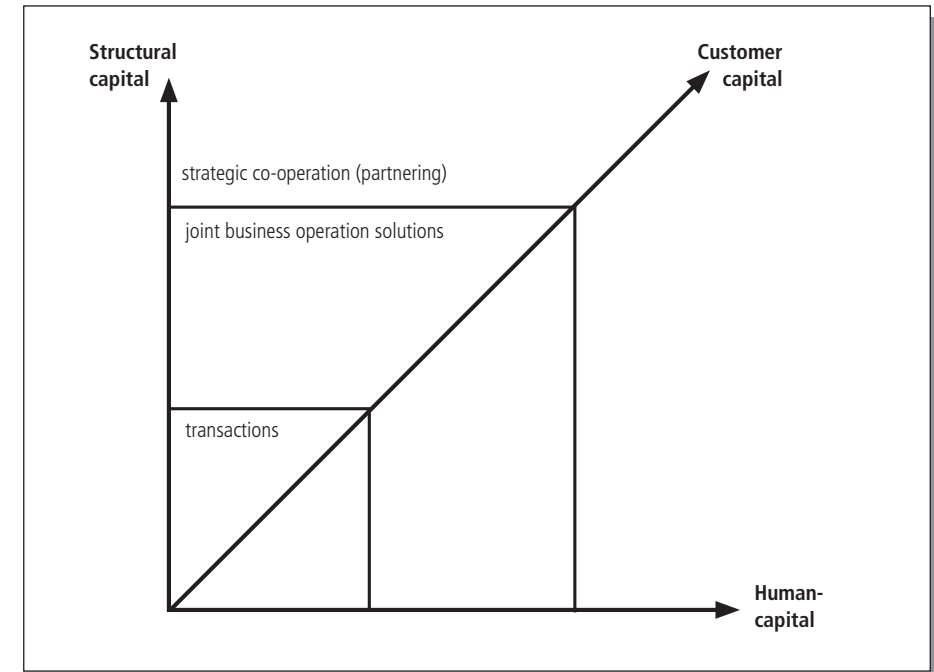 Structural
capital
Customer
capital
strategic co-operation (partnering)
joint business operation solutions
transactions
Human-
capital